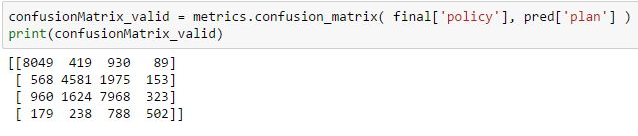 confusionMatrix_valid = metrics.confusion_matrix( final['policy'], pred['plan'] )
print(confusionMatrix_valid)
[[8049  419  930   89]
 [ 568 4581 1975  153]
 [ 960 1624 7968  323]
 [ 179  238  788  502]]